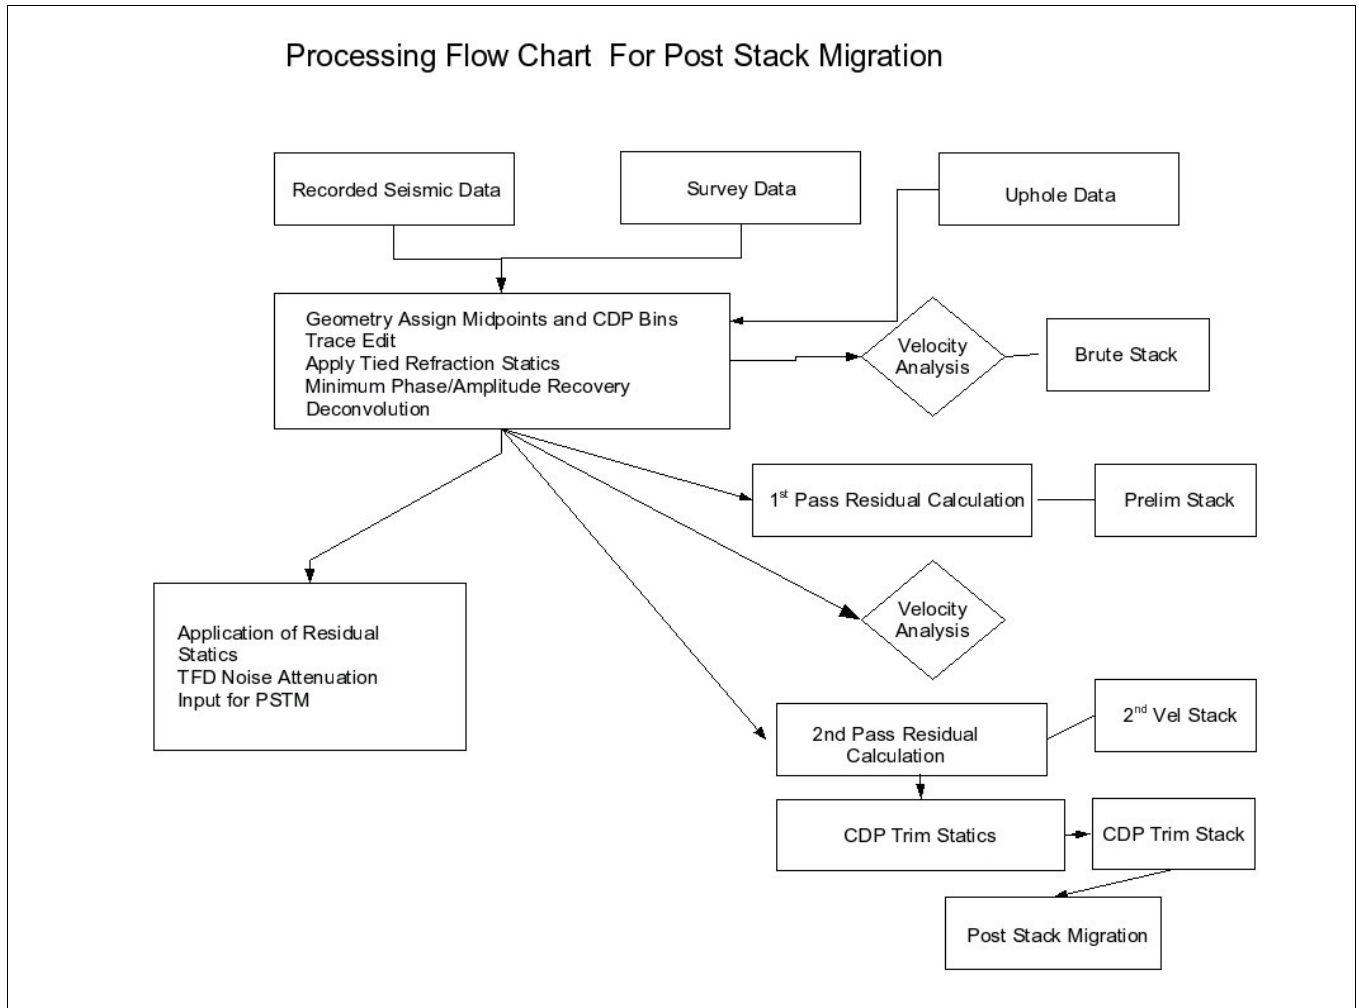 Processing Flow Chart For Post Stack Migration
Recorded Seismic Data
Survey Data
Uphole Data
Geometry Assign Midpoints and CDP Bins
Trace Edit
Apply Tied Refraction Statics
Minimum Phase/Amplitude Recovery
Deconvolution
Velocity
Analysis
Brute Stack
1st Pass Residual Calculation
Prelim Stack
Velocity
Analysis
Application of Residual
Statics
TFD Noise Attenuation
Input for PSTM
2nd Vel Stack
2nd Pass Residual
Calculation
CDP Trim Statics
CDP Trim Stack
Post Stack Migration